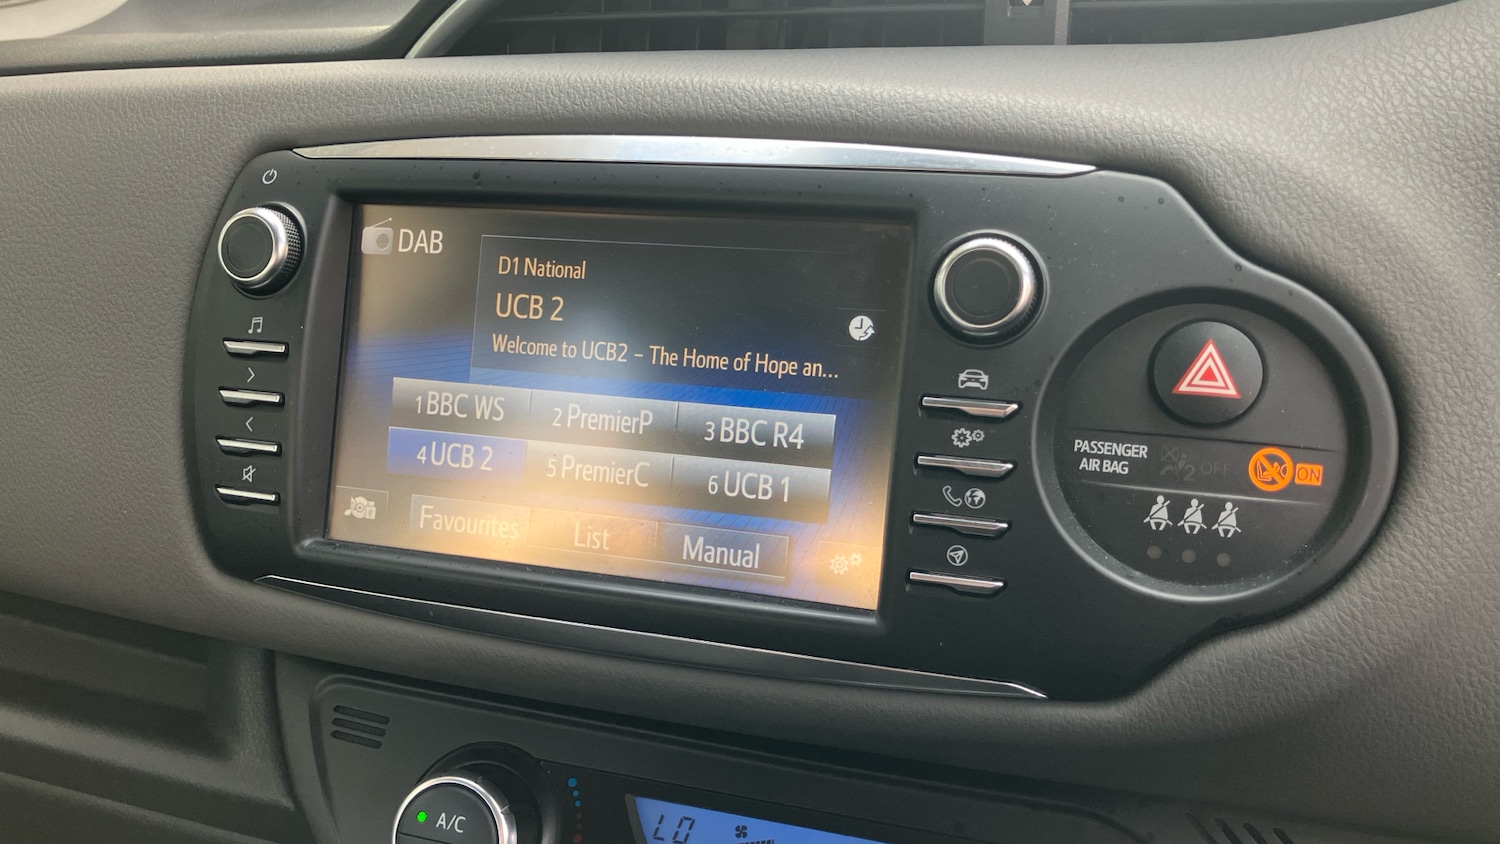 DAB
D1 National
UCB 2
Welcome to UCB2 – The Home of Hope an...
1 BBC WS
2 PremierP
3 BBC R4
4 UCB 2
5 PremierC
6 UCB 1
Favourites
List
Manual
PASSENGER
AIR BAG
2 OFF
ON
A/C
LO